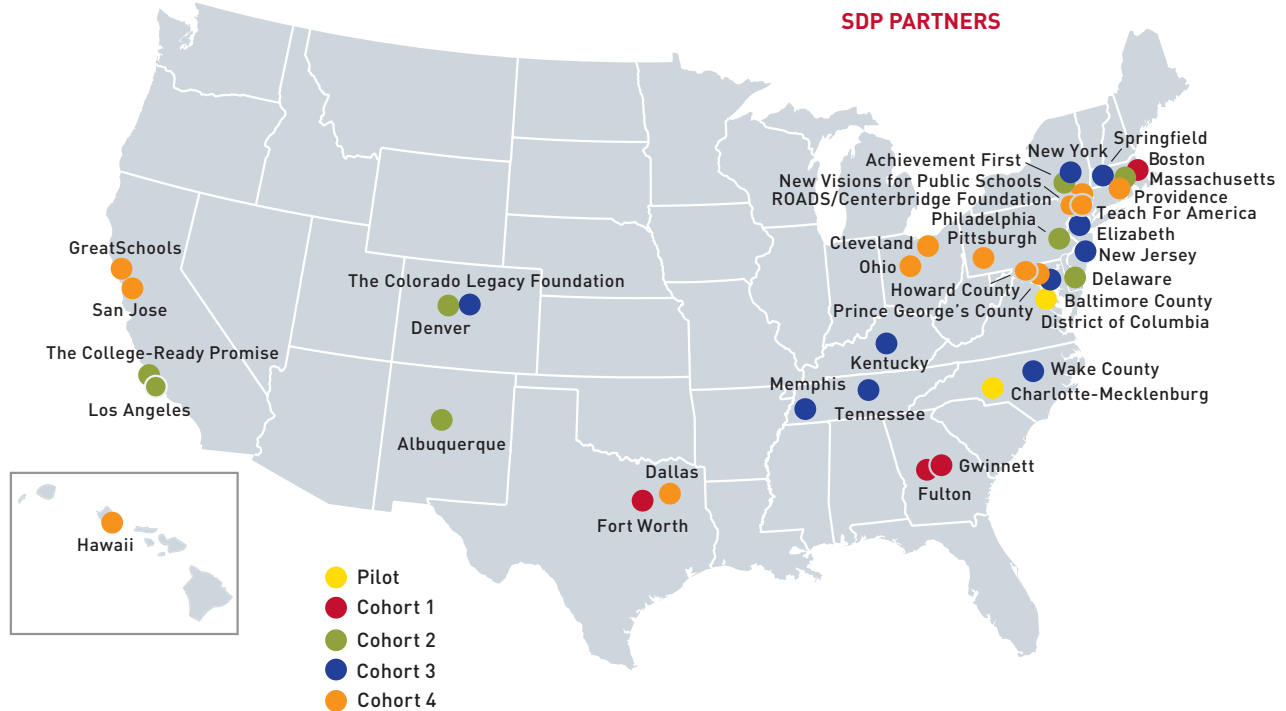 SDP PARTNERS
Springfield
New York
Boston
Achievement First
Massachusetts
New Visions for Public Schools
Providence
ROADS/Centerbridge Foundation
Teach For America
Philadelphia
Elizabeth
Pittsburgh
Cleveland
New Jersey
Ohio
Delaware
Howard County
Baltimore County
Prince George's County
District of Columbia
GreatSchools
San Jose
The Colorado Legacy Foundation
Denver
The College-Ready Promise
Los Angeles
Kentucky
Wake County
Memphis
Charlotte-Mecklenburg
Tennessee
Albuquerque
Dallas
Gwinnett
Fulton
Fort Worth
Hawaii
Pilot
Cohort 1
Cohort 2
Cohort 3
Cohort 4